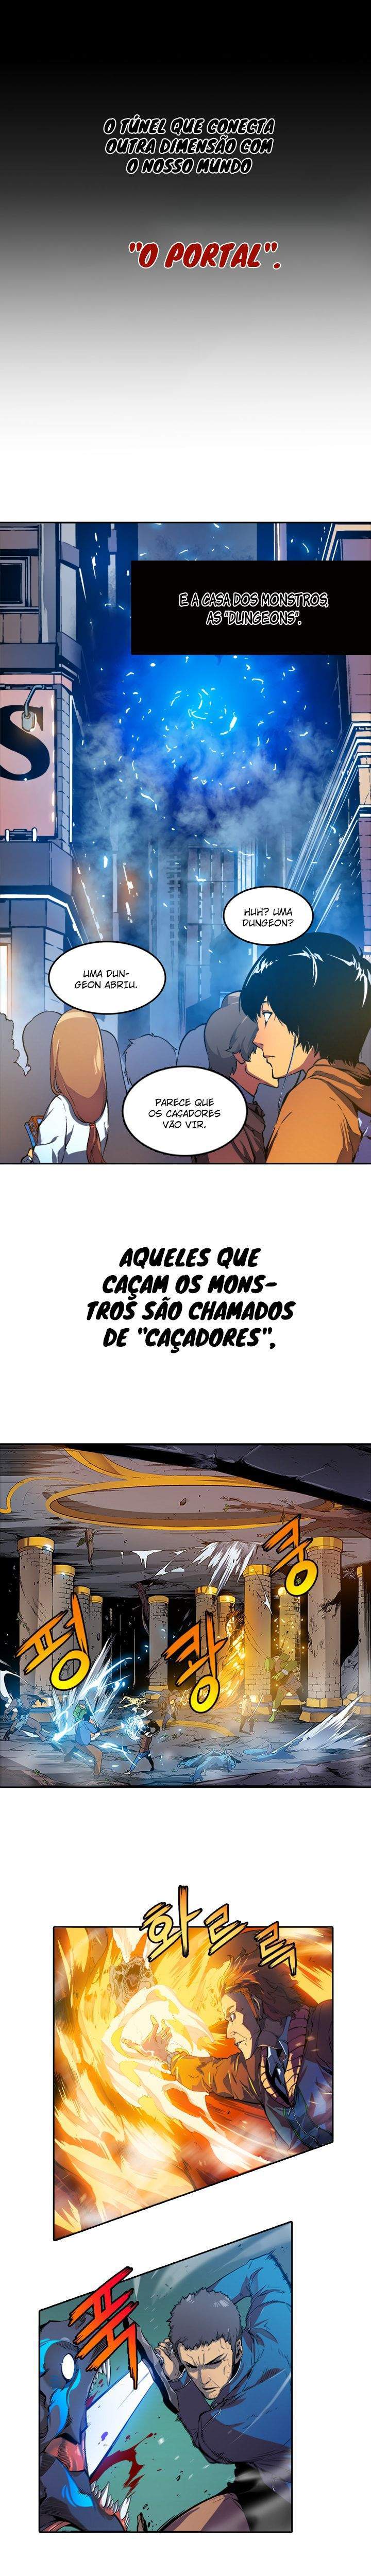 O TÚNEL QUE CONECTA
OUTRA DIMENSÃO COM
O NOSSO MUNDO
"O PORTAL".
E A CASA DOS MONSTROS,
AS "DUNGEONS".
S
HUH? UMA
DUNGEON?
UMA DUN-
GEON ABRIU.
PARECE QUE
OS CAÇADORES
VÃO VIR.
AQUELES QUE
CAÇAM OS MONS-
TROS SÃO CHAMADOS
DE "CAÇADORES",
쿵
펑
쾅
화르르륵
푹